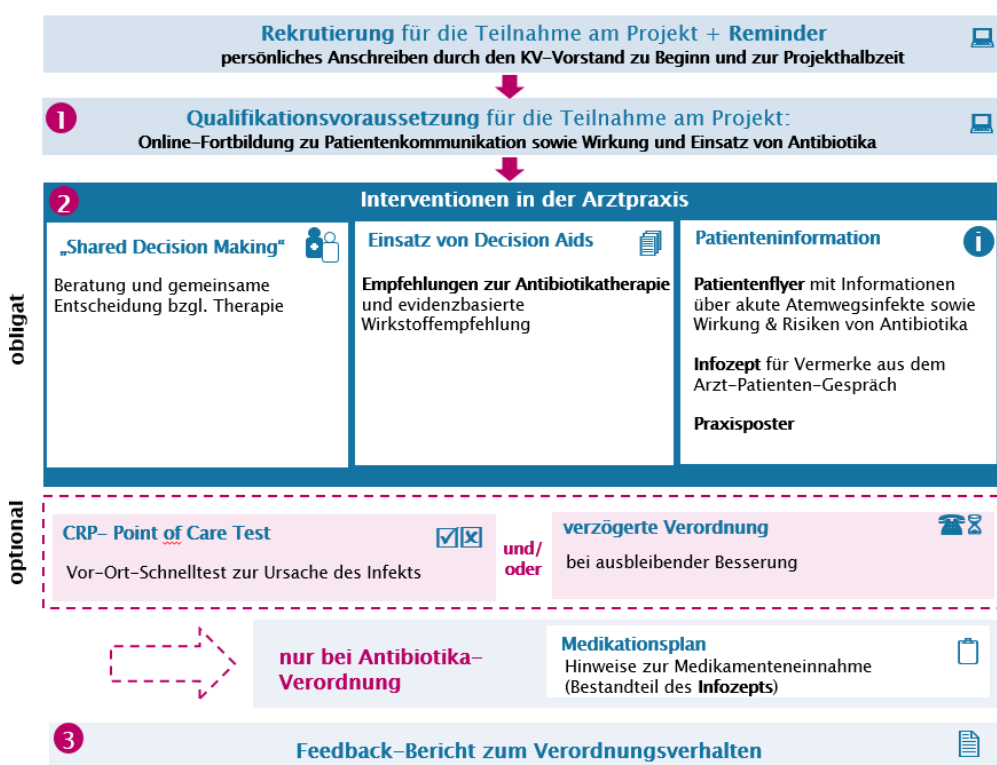 Rekrutierung für die Teilnahme am Projekt + Reminder
persönliches Anschreiben durch den KV-Vorstand zu Beginn und zur Projekthalbzeit
1
Qualifikationsvoraussetzung für die Teilnahme am Projekt:
Online-Fortbildung zu Patientenkommunikation sowie Wirkung und Einsatz von Antibiotika
2
Interventionen in der Arztpraxis
obligat
„Shared Decision Making“
Beratung und gemeinsame
Entscheidung bzgl. Therapie
Einsatz von Decision Aids
Empfehlungen zur Antibiotikatherapie
und evidenzbasierte
Wirkstoffempfehlung
Patienteninformation
Patientenflyer mit Informationen
über akute Atemwegsinfekte sowie
Wirkung & Risiken von Antibiotika
Infozept für Vermerke aus dem
Arzt-Patienten-Gespräch
Praxisposter
optional
CRP- Point of Care Test
Vor-Ort-Schnelltest zur Ursache des Infekts
und/
oder
verzögerte Verordnung
bei ausbleibender Besserung
nur bei Antibiotika-
Verordnung
Medikationsplan
Hinweise zur Medikamenteneinnahme
(Bestandteil des Infozepts)
3
Feedback-Bericht zum Verordnungsverhalten